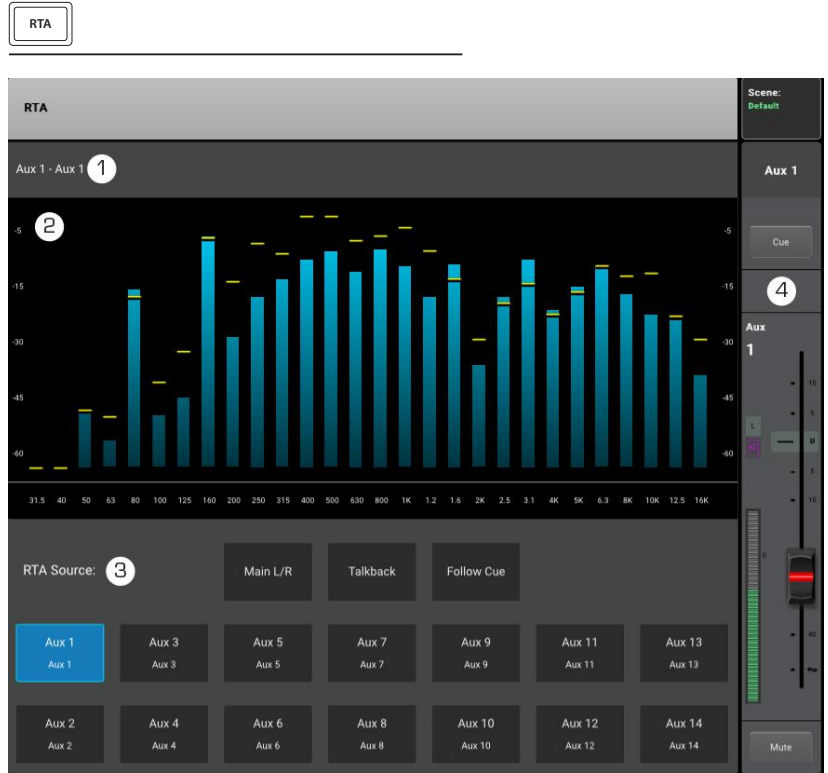 RTA
RTA
Scene:
Default
Aux 1 - Aux 1 1
Aux 1
2
-5 -5
Cue
-15 -15
4
Aux
1
-30 -30
10
-45 -45
5
L
U
-60 -60
5
31.5 40 50 63 80 100 125 160 200 250 315 400 500 630 800 1K 1.2 1.6 2K 2.5 3.1 4K 5K 6.3 8K 10K 12.5 16K
10
RTA Source: 3
Main L/R Talkback Follow Cue
0
Aux 1 Aux 3 Aux 5 Aux 7 Aux 9 Aux 11 Aux 13
Aux 1 Aux 3 Aux 5 Aux 7 Aux 9 Aux 11 Aux 13
40
∞
Aux 2 Aux 4 Aux 6 Aux 8 Aux 10 Aux 12 Aux 14
Aux 2 Aux 4 Aux 6 Aux 8 Aux 10 Aux 12 Aux 14
Mute